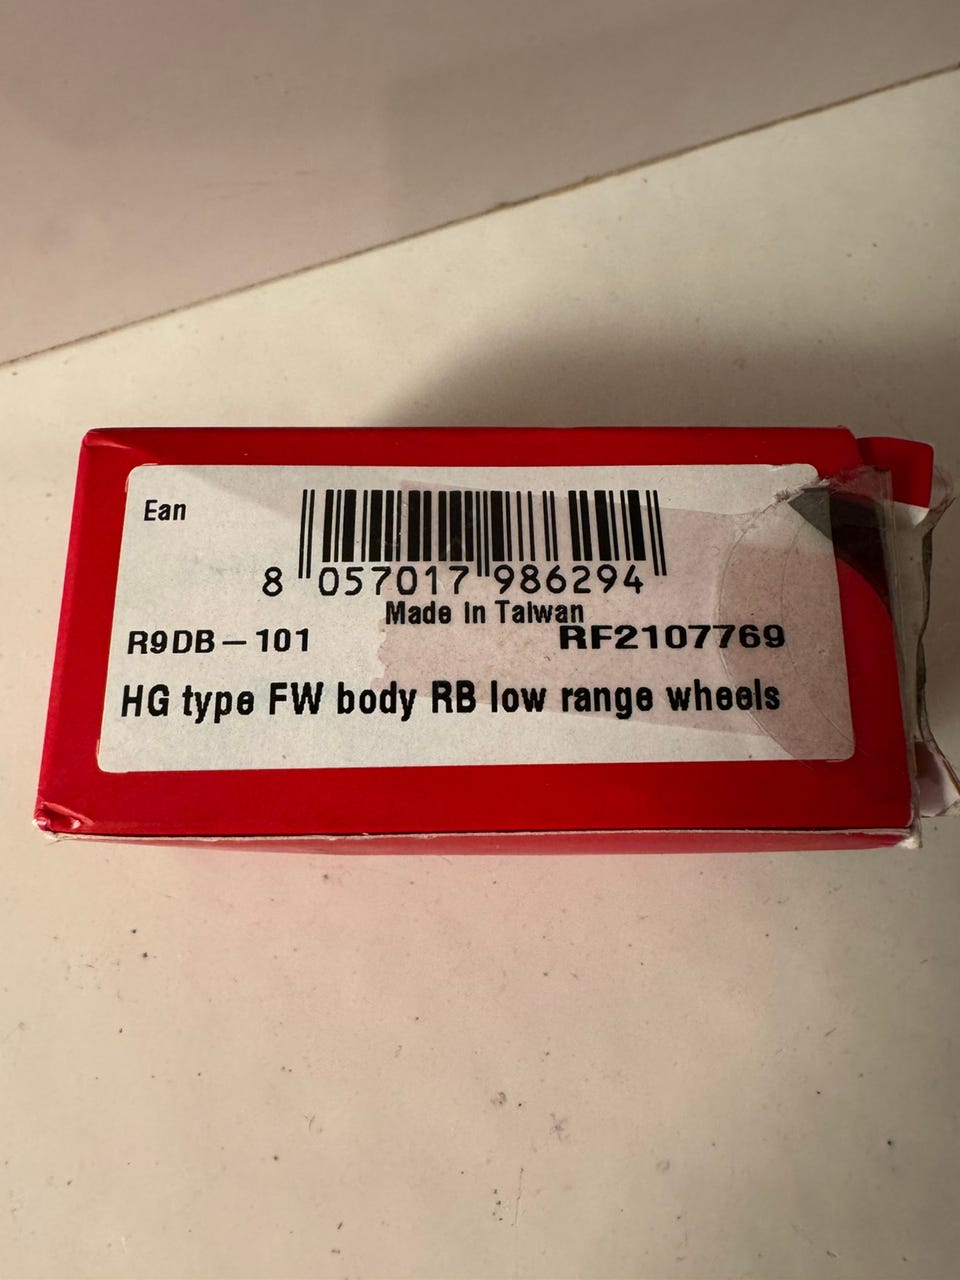 Ean
8 057017 986294
Made In Taiwan
R9DB-101 RF2107769
HG type FW body RB low range wheels